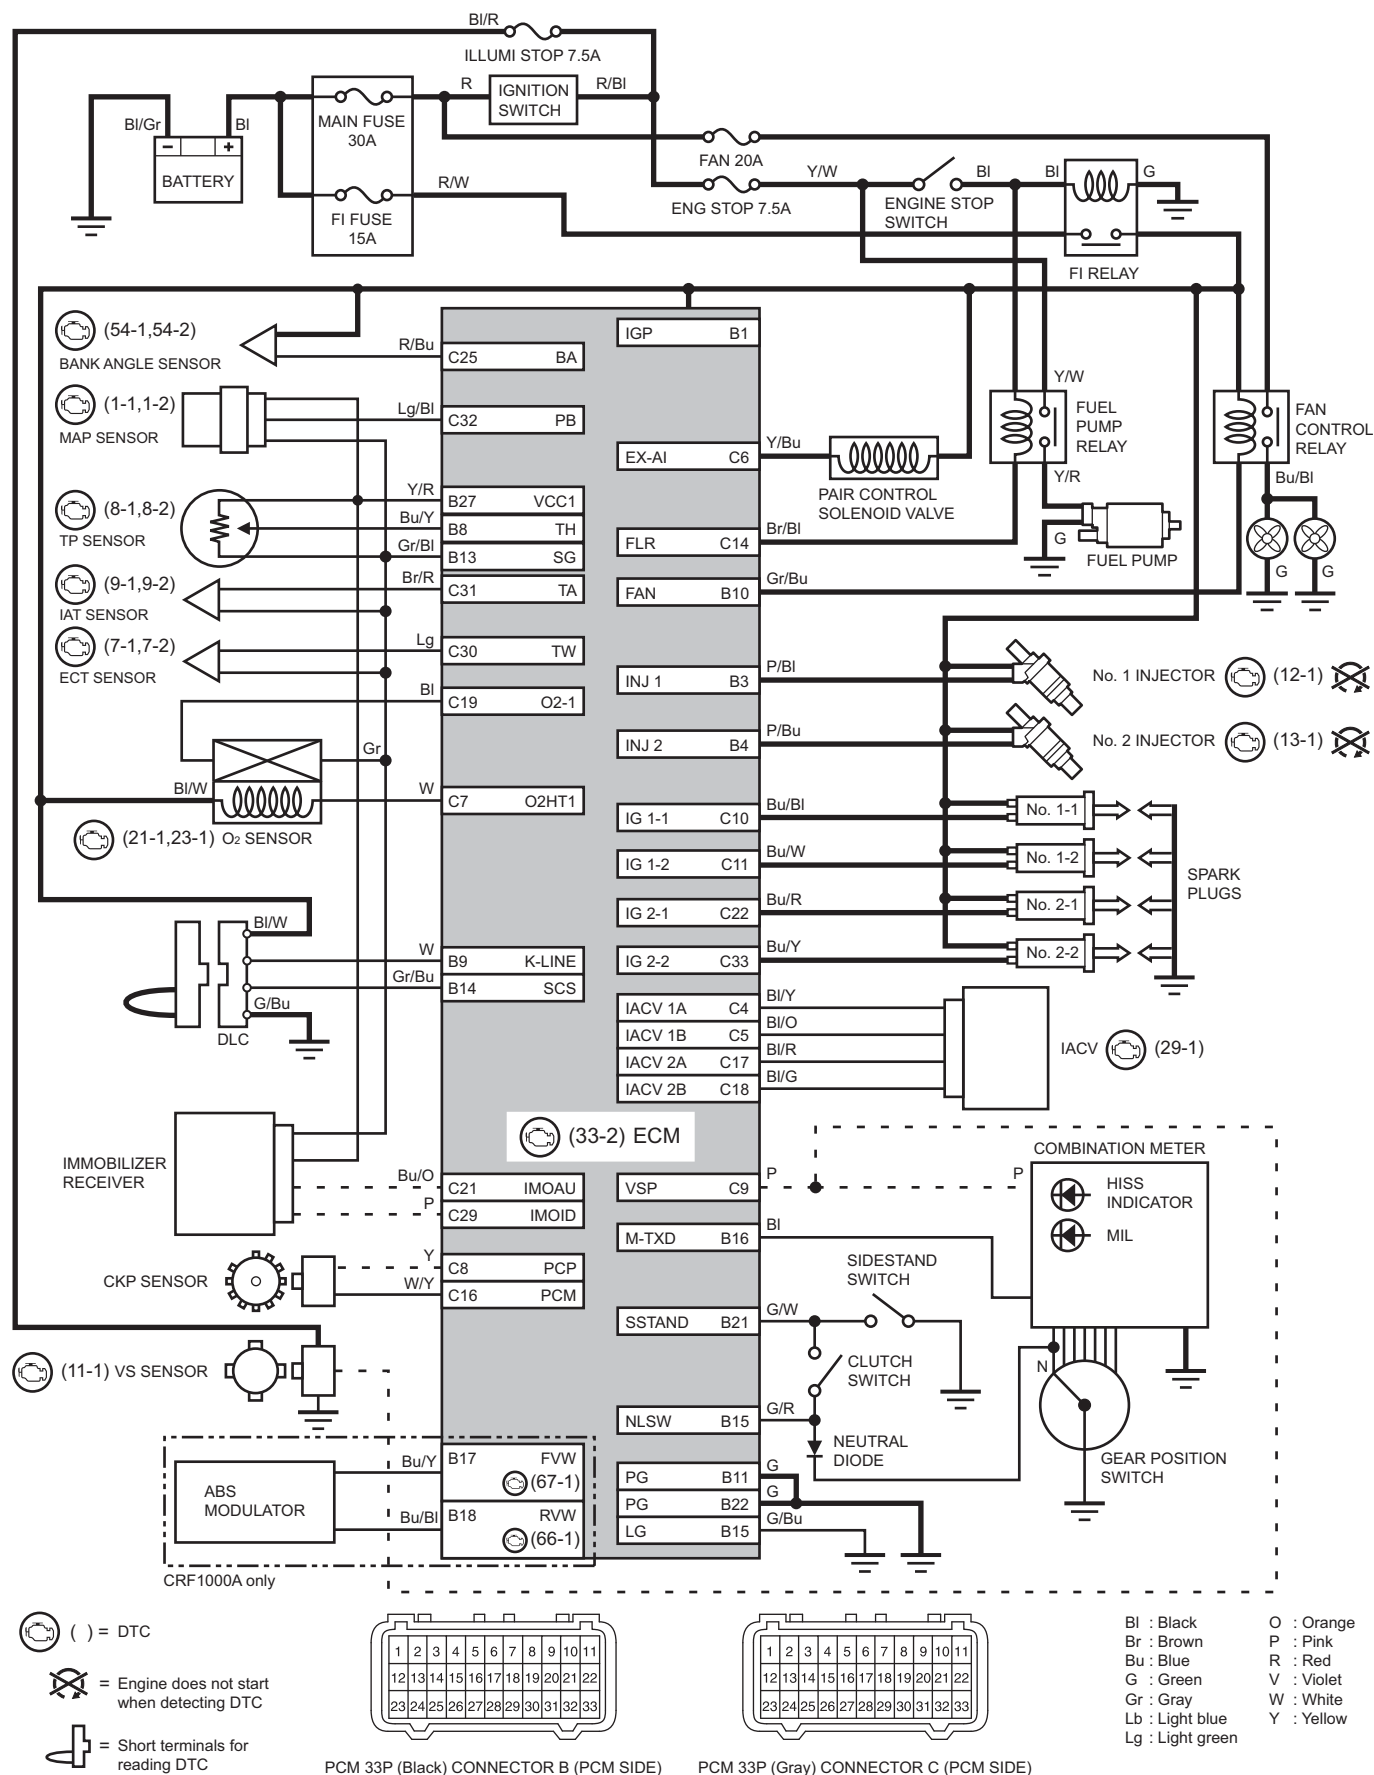 Bl/R
ILLUMI STOP 7.5A
R
IGNITION
SWITCH
R/Bl
Bl/Gr
Bl
MAIN FUSE
30A
FAN 20A
BATTERY
R/W
Y/W
Bl
Bl
G
FI FUSE
15A
ENG STOP 7.5A
ENGINE STOP
SWITCH
FI RELAY
(54-1,54-2)
BANK ANGLE SENSOR
R/Bu
C25 BA
IGP B1
(1-1,1-2)
MAP SENSOR
Lg/Bl
C32 PB
Y/W
FUEL
PUMP
RELAY
FAN
CONTROL
RELAY
EX-AI C6
Y/Bu
PAIR CONTROL
SOLENOID VALVE
Y/R
Bu/Bl
(8-1,8-2)
TP SENSOR
Y/R
B27 VCC1
Bu/Y
B8 TH
Gr/Bl
B13 SG
FLR C14
Br/Bl
G
FUEL PUMP
G
G
(9-1,9-2)
IAT SENSOR
Br/R
C31 TA
FAN B10
Gr/Bu
(7-1,7-2)
ECT SENSOR
Lg
C30 TW
INJ 1 B3
P/Bl
No. 1 INJECTOR (12-1)
Bl
C19 O2-1
INJ 2 B4
P/Bu
No. 2 INJECTOR (13-1)
Gr
Bl/W
W
C7 O2HT1
(21-1,23-1) O2 SENSOR
IG 1-1 C10
Bu/Bl
No. 1-1
IG 1-2 C11
Bu/W
No. 1-2
SPARK
PLUGS
IG 2-1 C22
Bu/R
No. 2-1
IG 2-2 C33
Bu/Y
No. 2-2
Bl/W
W
B9 K-LINE
Gr/Bu
B14 SCS
G/Bu
DLC
IACV 1A C4
Bl/Y
IACV 1B C5
Bl/O
IACV 2A C17
Bl/R
IACV 2B C18
Bl/G
IACV (29-1)
(33-2) ECM
IMMOBILIZER
RECEIVER
Bu/O
C21 IMOAU
P
C29 IMOID
VSP C9
P
P
COMBINATION METER
HISS
INDICATOR
MIL
M-TXD B16
Bl
CKP SENSOR
Y
C8 PCP
W/Y
C16 PCM
SIDESTAND
SWITCH
SSTAND B21
G/W
(11-1) VS SENSOR
CLUTCH
SWITCH
N
NLSW B15
G/R
NEUTRAL
DIODE
GEAR POSITION
SWITCH
ABS
MODULATOR
Bu/Y
B17 FVW
(67-1)
Bu/Bl
B18 RVW
(66-1)
PG B11
G
PG B22
G
LG B15
G/Bu
CRF1000A only
( ) = DTC
= Engine does not start
when detecting DTC
= Short terminals for
reading DTC
1 2 3 4 5 6 7 8 9 10 11
12 13 14 15 16 17 18 19 20 21 22
23 24 25 26 27 28 29 30 31 32 33
PCM 33P (Black) CONNECTOR B (PCM SIDE)
1 2 3 4 5 6 7 8 9 10 11
12 13 14 15 16 17 18 19 20 21 22
23 24 25 26 27 28 29 30 31 32 33
PCM 33P (Gray) CONNECTOR C (PCM SIDE)
Bl : Black
Br : Brown
Bu : Blue
G : Green
Gr : Gray
Lb : Light blue
Lg : Light green
O : Orange
P : Pink
R : Red
V : Violet
W : White
Y : Yellow